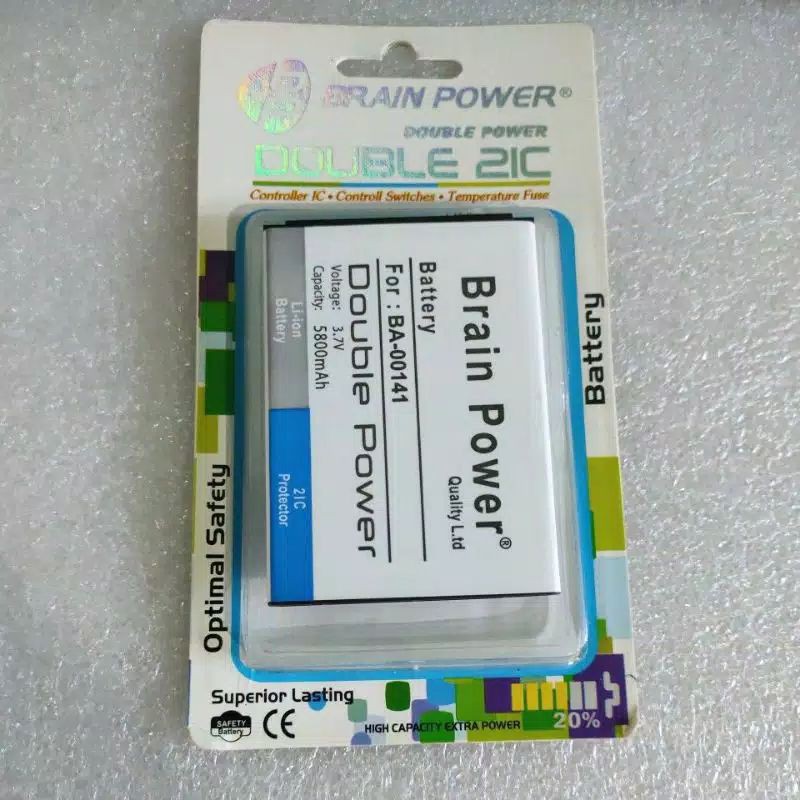 BRAIN POWER®
DOUBLE POWER
DOUBLE 2IC
Controller IC • Controll Switches • Temperature Fuse
Brain Power®
Quality L.td
Battery
For : BA-00141
Double Power
Voltage: 3.7V
Capacity: 5800mAh
Li-ion
Battery
2IC
Protector
Battery
Optimal Safety
Superior Lasting
SAFETY
Battery
CE
HIGH CAPACITY EXTRA POWER
20%